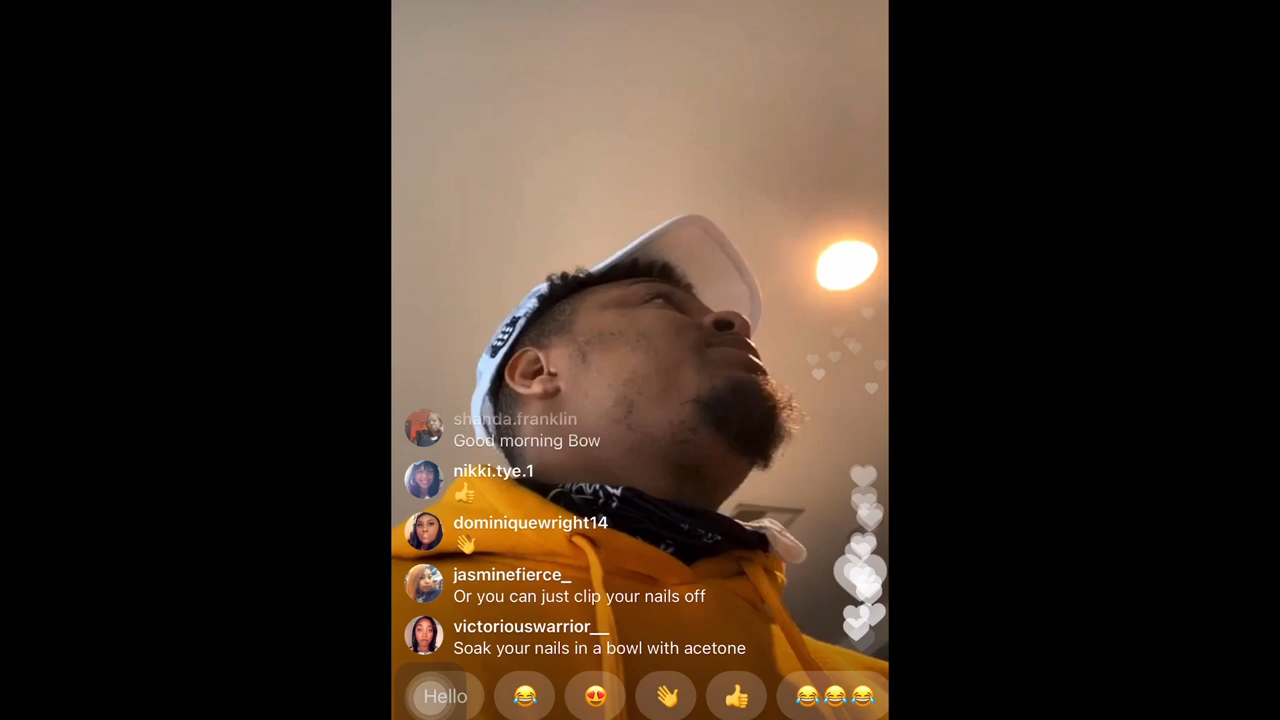 shanda.franklin
Good morning Bow
nikki.tye.1
👍
dominiquewright14
👋
jasminefierce_
Or you can just clip your nails off
victoriouswarrior__
Soak your nails in a bowl with acetone
Hello 😂 😍 👋 👍 😂😂😂